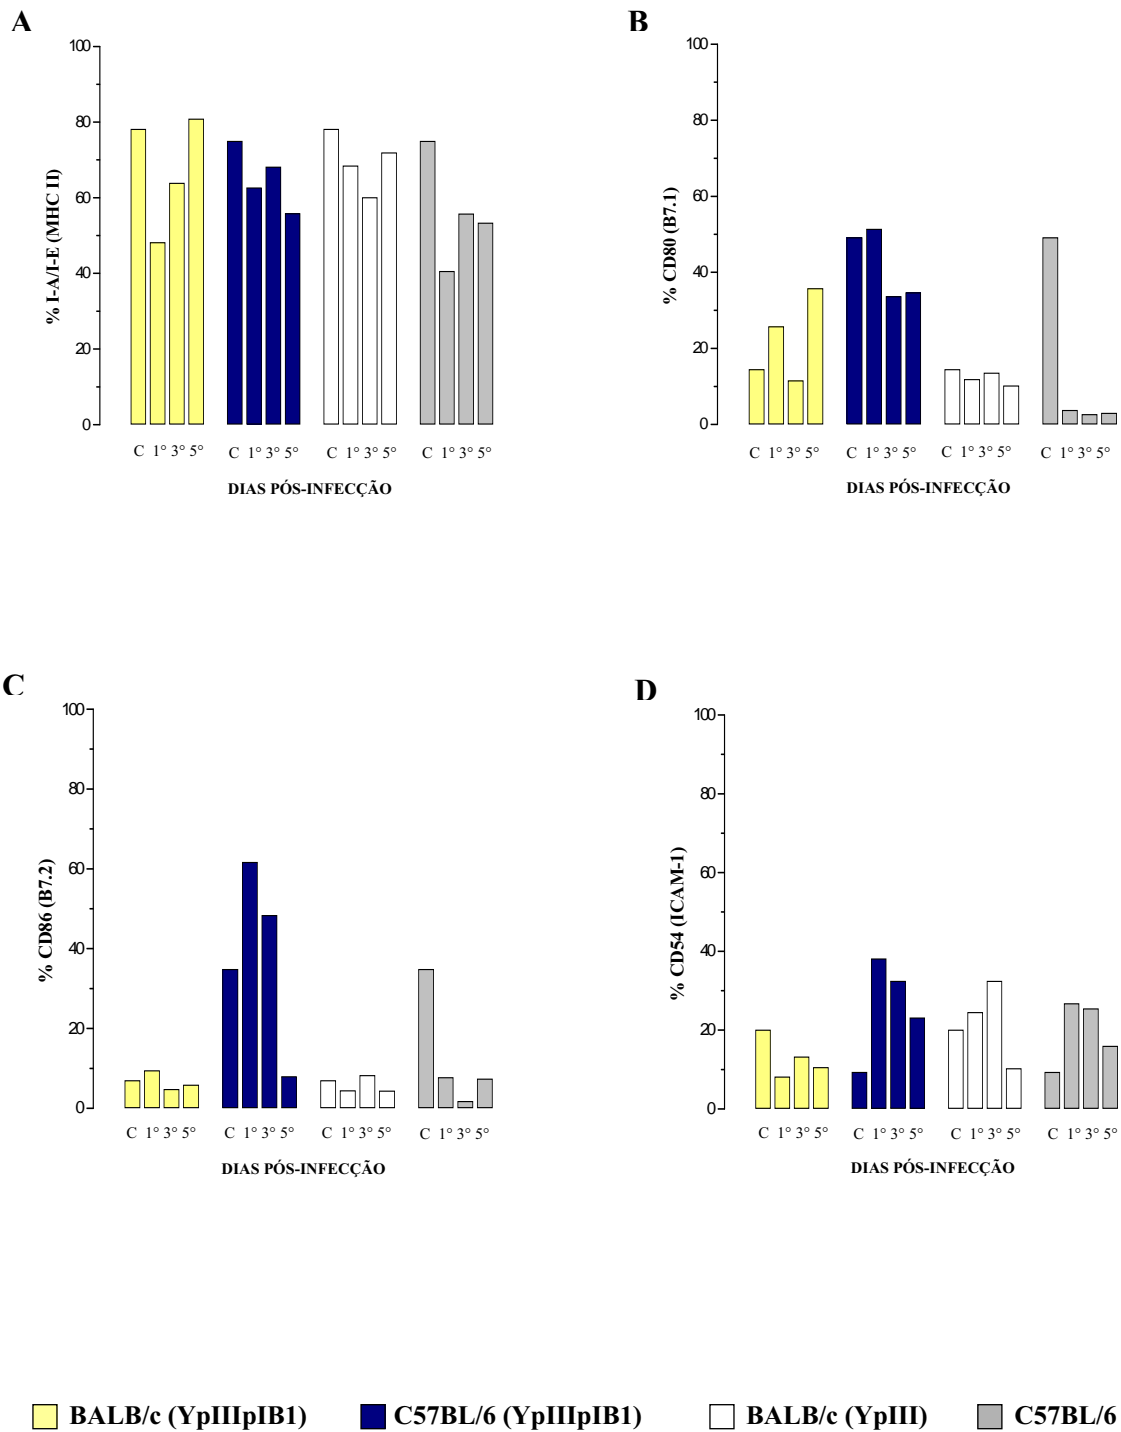 A
B
100
80
60
40
20
0
% I-A/I-E (MHC II)
C 1° 3° 5° C 1° 3° 5° C 1° 3° 5° C 1° 3° 5°
DIAS PÓS-INFECÇÃO
100
80
60
40
20
0
% CD80 (B7.1)
C 1° 3° 5° C 1° 3° 5° C 1° 3° 5° C 1° 3° 5°
DIAS PÓS-INFECÇÃO
C
D
100
80
60
40
20
0
% CD86 (B7.2)
C 1° 3° 5° C 1° 3° 5° C 1° 3° 5° C 1° 3° 5°
DIAS PÓS-INFECÇÃO
100
80
60
40
20
0
% CD54 (ICAM-1)
C 1° 3° 5° C 1° 3° 5° C 1° 3° 5° C 1° 3° 5°
DIAS PÓS-INFECÇÃO
BALB/c (YpIIIpIB1) C57BL/6 (YpIIIpIB1) BALB/c (YpIII) C57BL/6